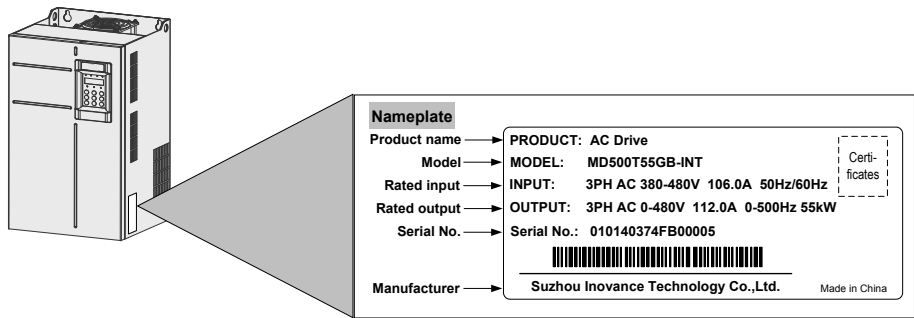 Nameplate
Product name
PRODUCT: AC Drive
Model
MODEL: MD500T55GB-INT
Rated input
INPUT: 3PH AC 380-480V 106.0A 50Hz/60Hz
Rated output
OUTPUT: 3PH AC 0-480V 112.0A 0-500Hz 55kW
Serial No.
Serial No.: 010140374FB00005
Certi-
ficates
Manufacturer
Suzhou Inovance Technology Co.,Ltd.
Made in China